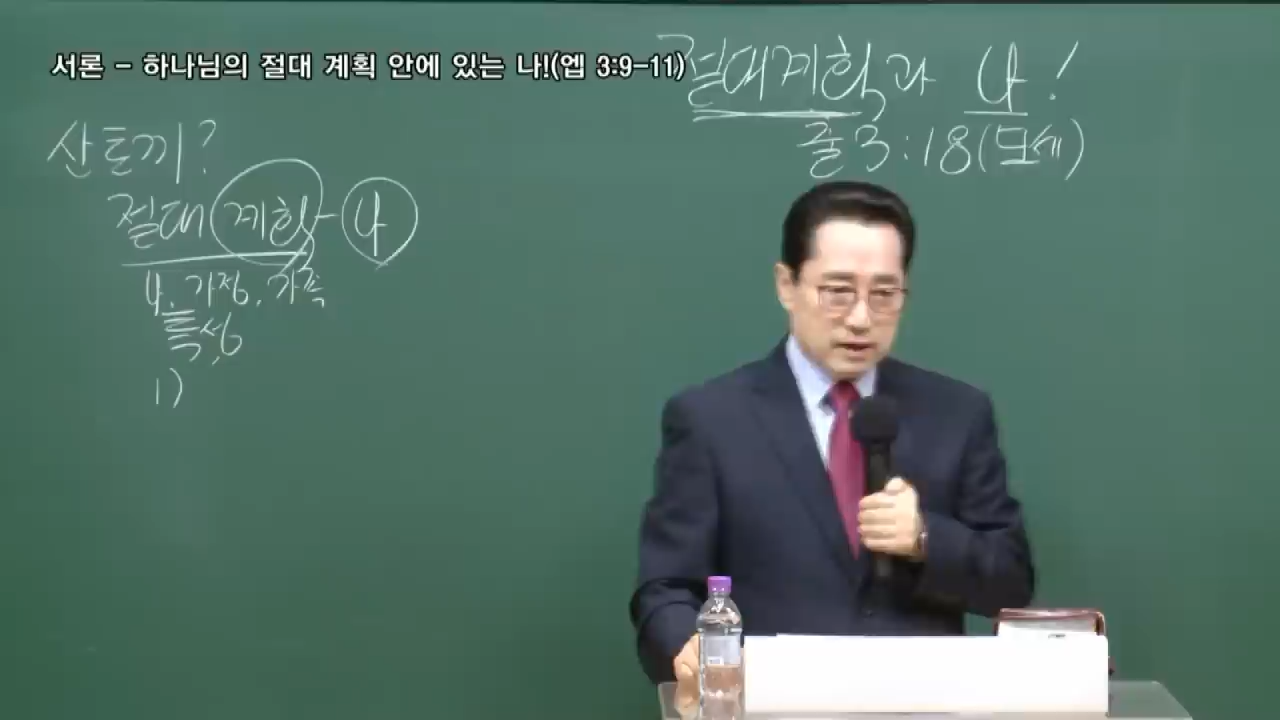 서론 - 하나님의 절대 계획 안에 있는 나!(엡 3:9-11)
절대계획과 나!
출3:18(모세)
산토끼?
절대 계획 - 나
나, 가정, 가족
특성
1)